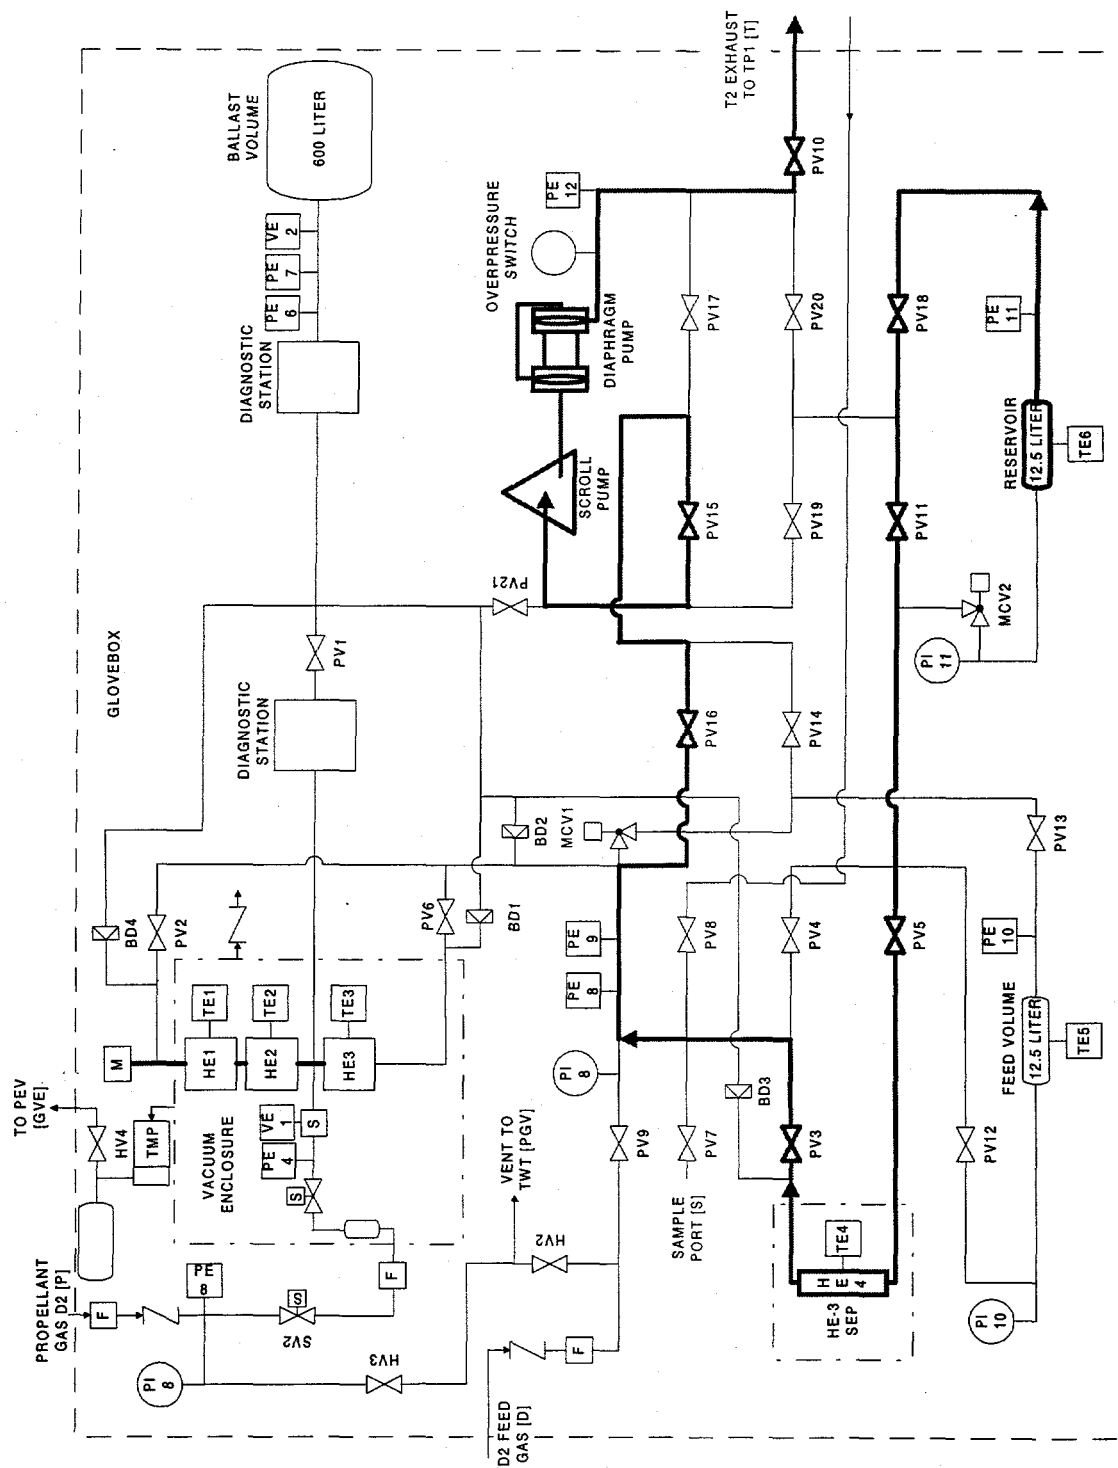 TO PEV
[GVE]
HV4
TMP
PROPELLANT
GAS D2 [P]
F
PI
8
PE
8
S
SV2
HV3
F
VACUUM
ENCLOSURE
S
PE
4
VE
1
S
M
HE1
HE2
HE3
TE1
TE2
TE3
BD4
PV2
PV6
BD1
GLOVEBOX
DIAGNOSTIC
STATION
PV1
DIAGNOSTIC
STATION
PE
6
PE
7
VE
2
BALLAST
VOLUME
600 LITER
D2 FEED
GAS [D]
F
VENT TO
TWT [PGV]
HV2
PV9
PI
8
PE
8
PE
9
BD2
MCV1
PV21
SCROLL
PUMP
DIAPHRAGM
PUMP
OVERPRESSURE
SWITCH
PE
12
T2 EXHAUST
TO TP1 [T]
PV10
SAMPLE
PORT [S]
PV7
PV8
BD3
PV16
PV15
PV17
PV3
PV4
PV14
PV19
PV20
HE-3
SEP
HE
4
TE4
PV5
PV11
PV18
PI
11
MCV2
RESERVOIR
12.5 LITER
TE6
PE
11
PI
10
PV12
FEED VOLUME
12.5 LITER
TE5
PE
10
PV13